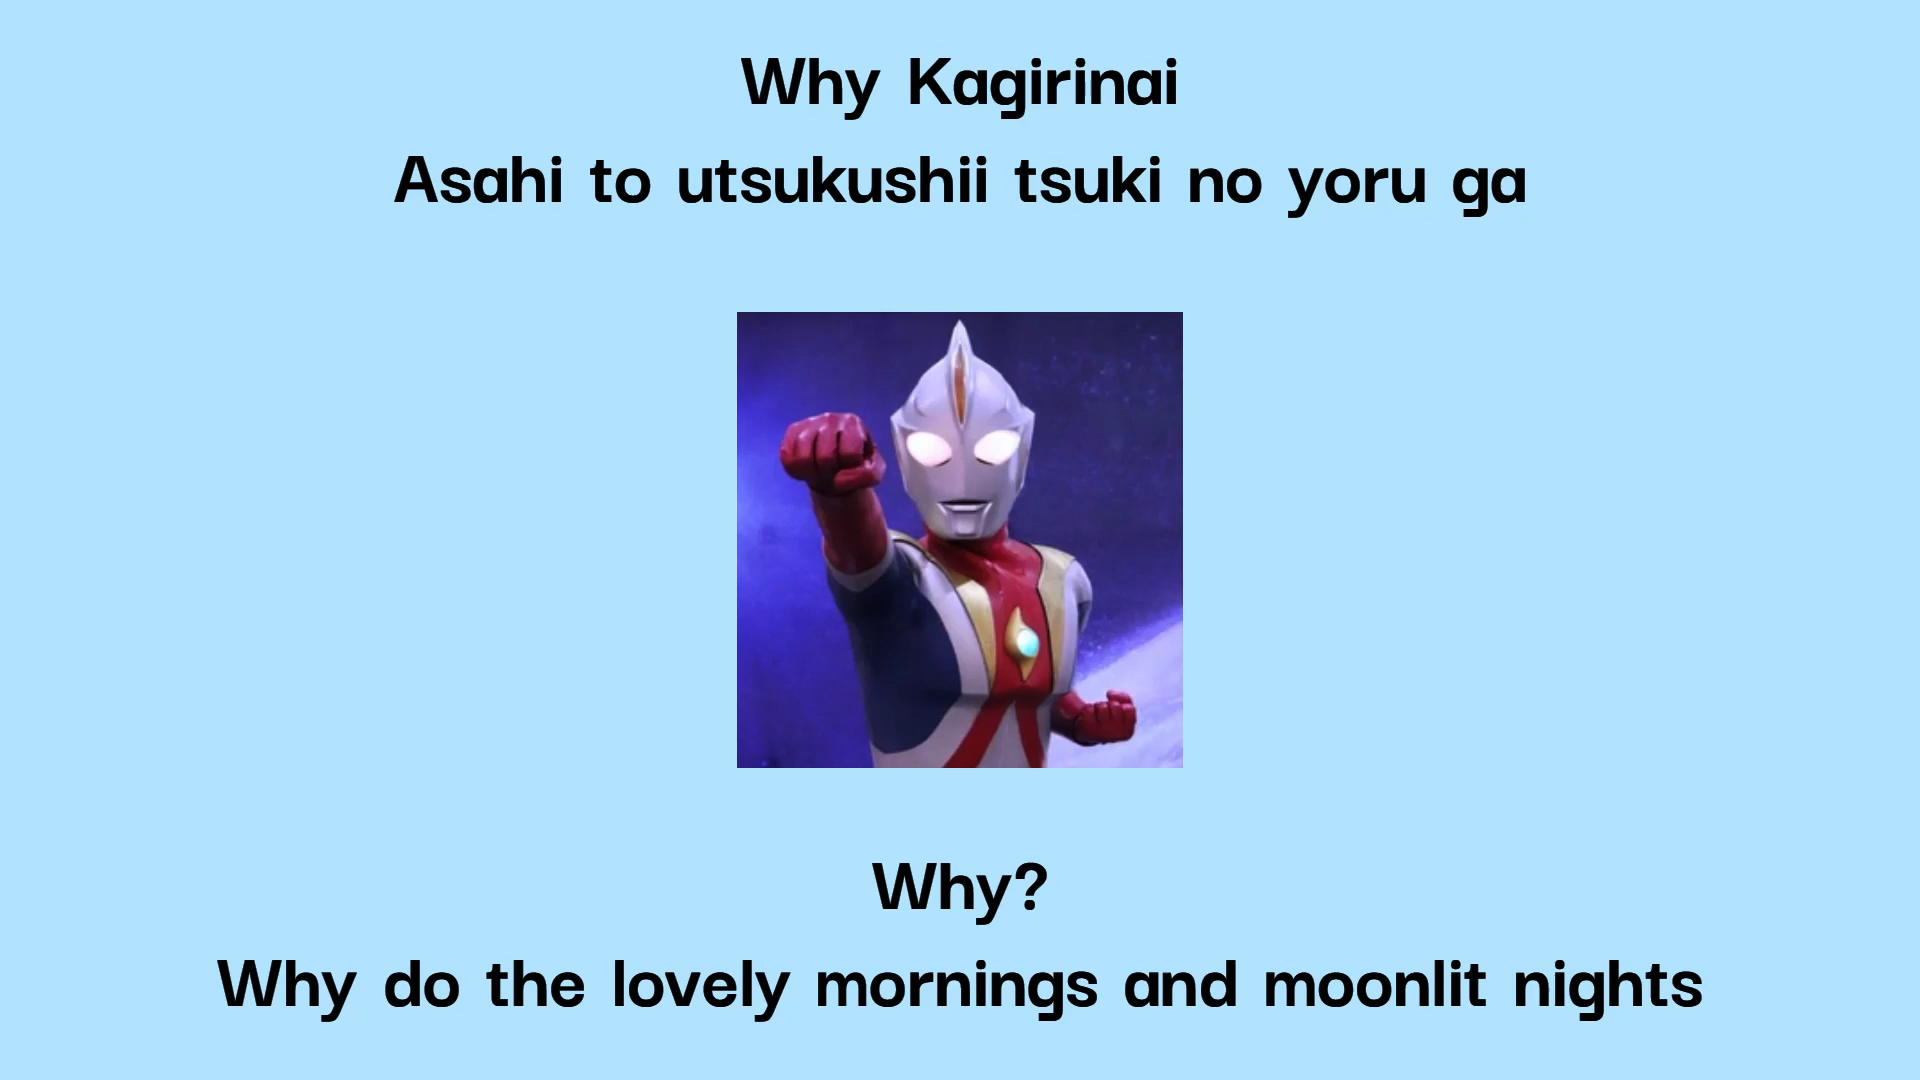 Why Kagirinai
Asahi to utsukushii tsuki no yoru ga
Why?
Why do the lovely mornings and moonlit nights